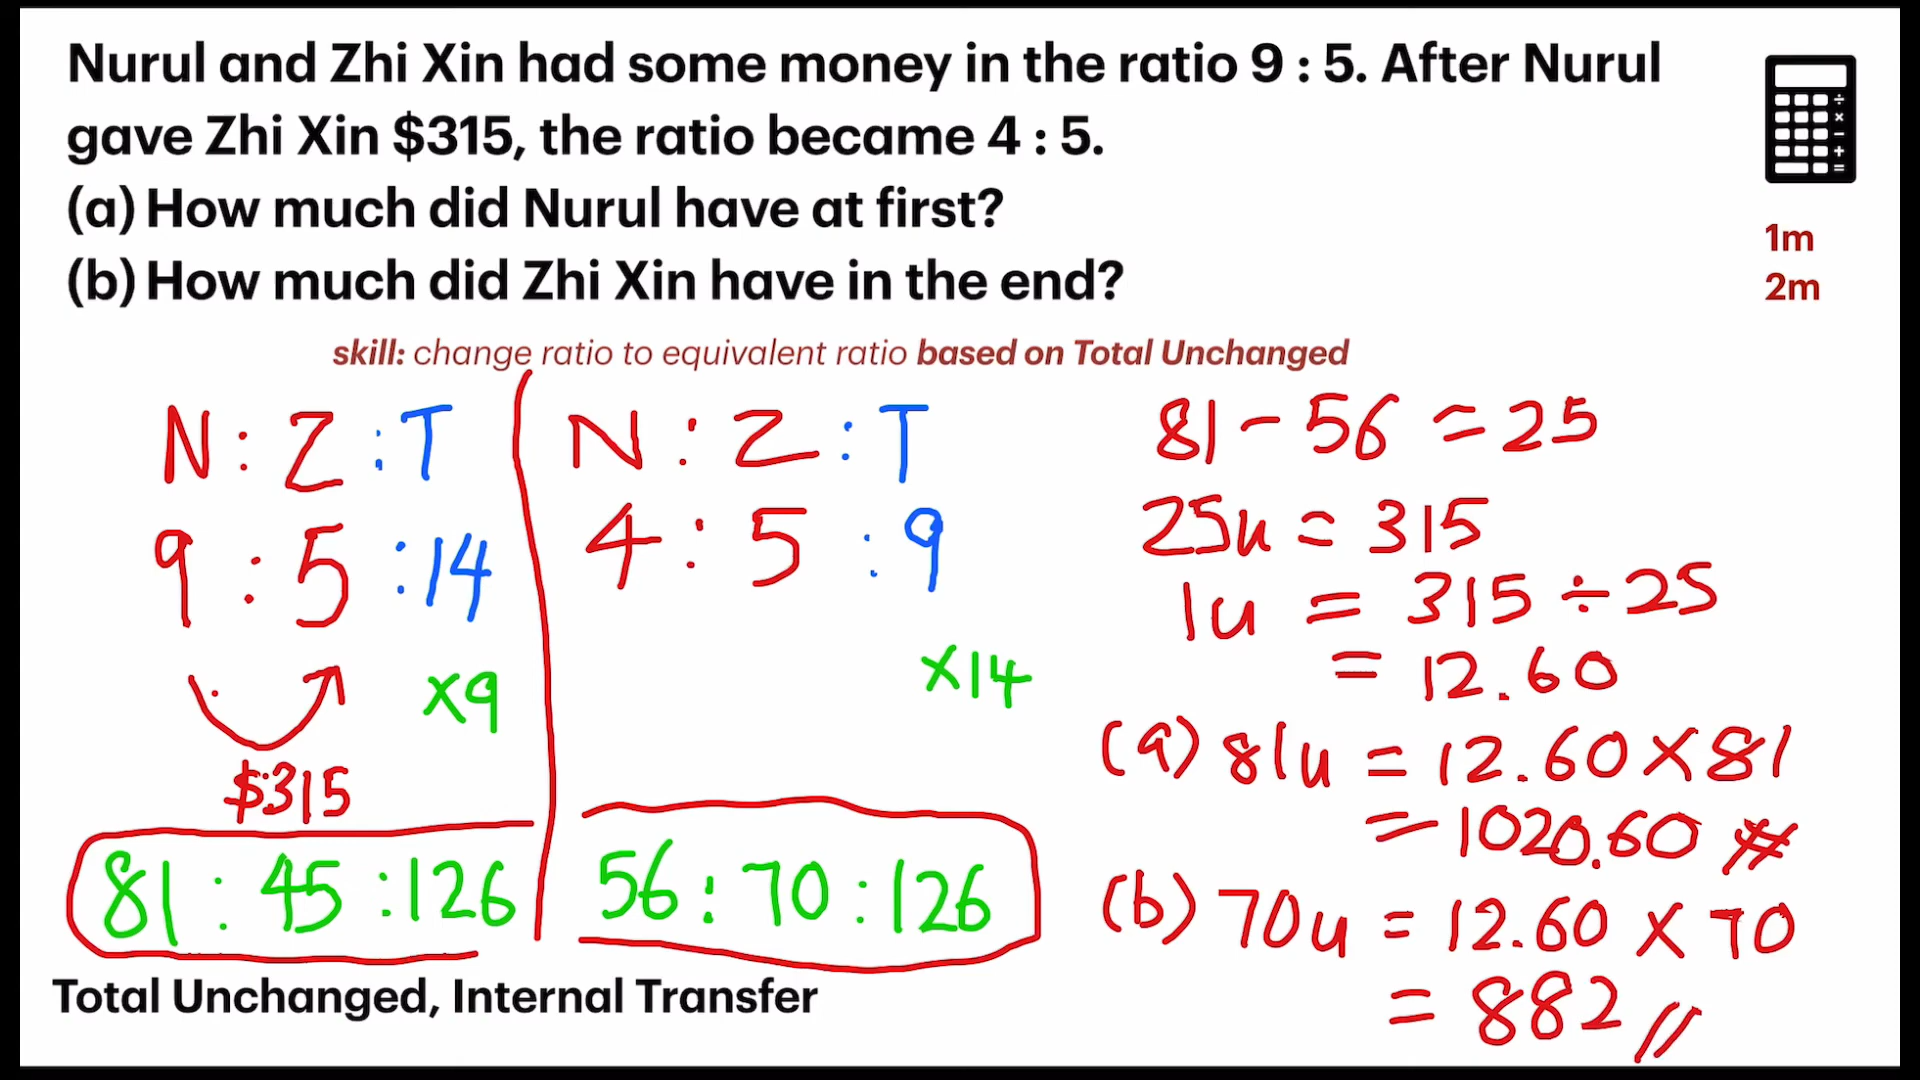 Nurul and Zhi Xin had some money in the ratio 9 : 5. After Nurul
gave Zhi Xin $315, the ratio became 4 : 5.
(a) How much did Nurul have at first?
(b) How much did Zhi Xin have in the end?
1m
2m
skill: change ratio to equivalent ratio based on Total Unchanged
N : Z : T
9 : 5 : 14
×9
$315
81 : 45 : 126
N : Z : T
4 : 5 : 9
×14
56 : 70 : 126
81 - 56 = 25
25u = 315
1u = 315 ÷ 25
= 12.60
(a) 81u = 12.60 × 81
= 1020.60 #
(b) 70u = 12.60 × 70
= 882 //
Total Unchanged, Internal Transfer